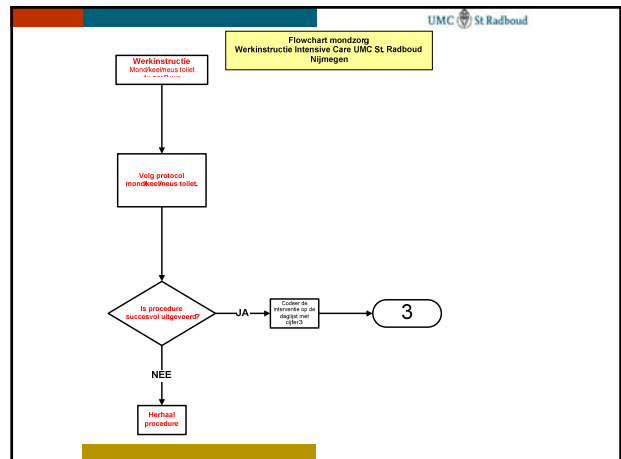 UMC St Radboud
Flowchart mondzorg
Werkinstructie Intensive Care UMC St. Radboud
Nijmegen
Werkinstructie
Mond/keel/neus toilet
Volg protocol
mond/keel/neus toilet.
Is procedure
succesvol uitgevoerd?
JA
Codeer de
interventie op de
daglijst met
cijfer:3
3
NEE
Herhaal
procedure